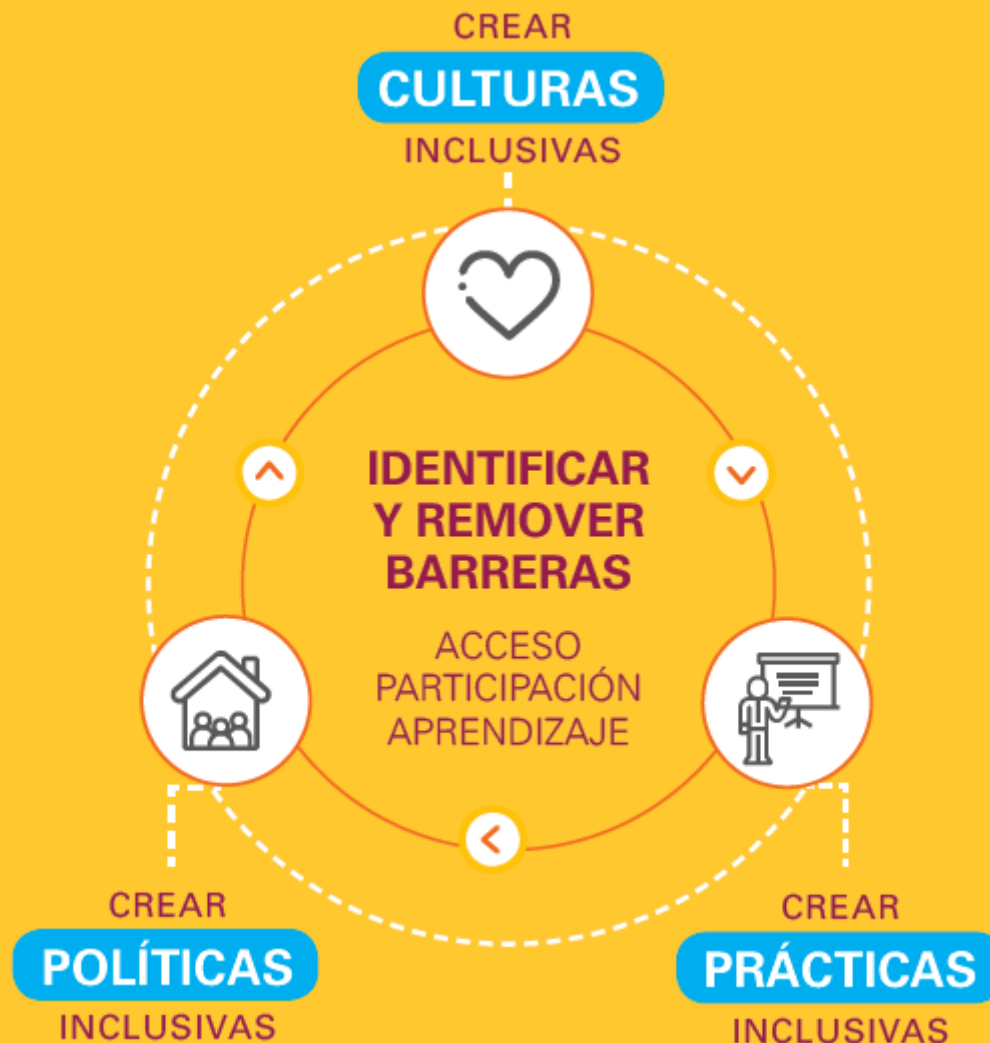 CREAR
CULTURAS
INCLUSIVAS
IDENTIFICAR
Y REMOVER
BARRERAS
ACCESO
PARTICIPACIÓN
APRENDIZAJE
CREAR
POLÍTICAS
INCLUSIVAS
CREAR
PRÁCTICAS
INCLUSIVAS